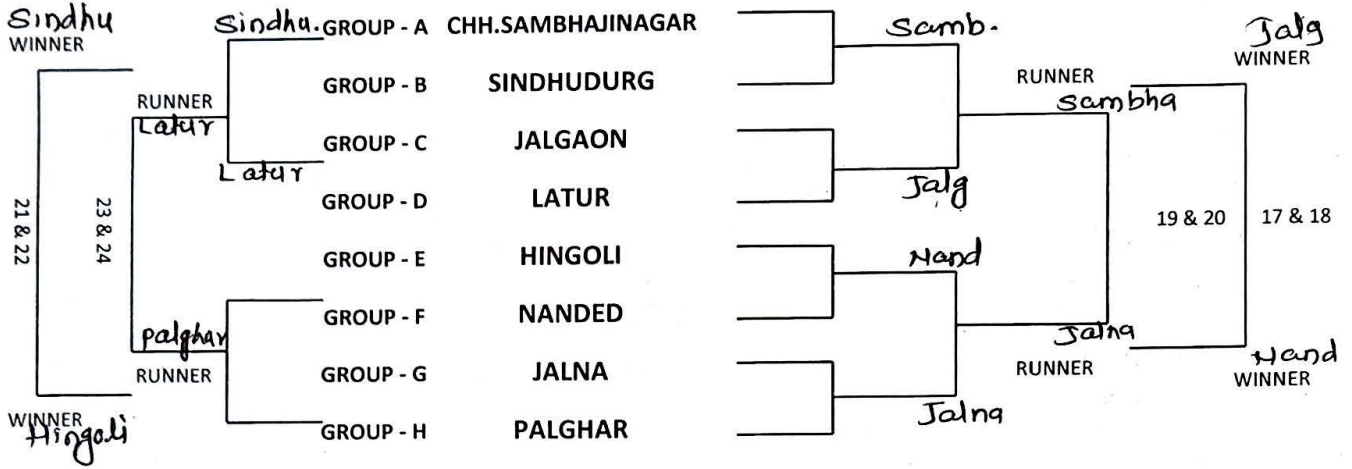 Sindhu
WINNER
Sindhu.
GROUP - A CHH.SAMBHAJINAGAR
Samb.
Jalg
WINNER
RUNNER
Latur
GROUP - B SINDHUDURG
RUNNER
Sambha
Latur
GROUP - C JALGAON
Jalg
21 & 22
23 & 24
GROUP - D LATUR
19 & 20
17 & 18
GROUP - E HINGOLI
Nand
Palghar
RUNNER
GROUP - F NANDED
Jalna
RUNNER
GROUP - G JALNA
Nand
WINNER
WINNER
Hingoli
GROUP - H PALGHAR
Jalna